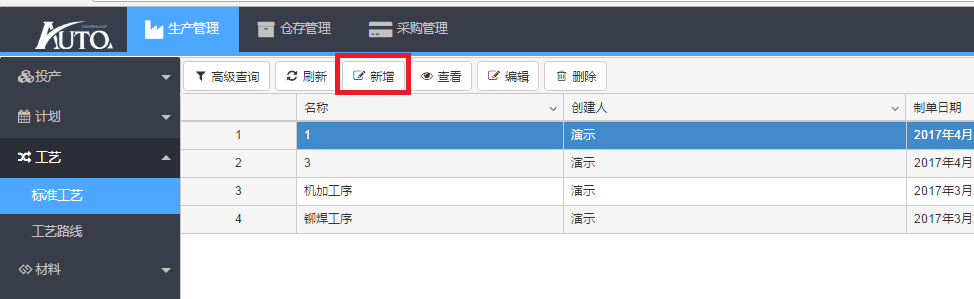 TECHNOLOGY
AUTO.
生产管理 仓存管理 采购管理
投产
计划
工艺
标准工艺
工艺路线
材料
高级查询 刷新 新增 查看 编辑 删除
名称 创建人 制单日期
1 1 演示 2017年4月
2 3 演示 2017年4月
3 机加工序 演示 2017年3月
4 铆焊工序 演示 2017年3月